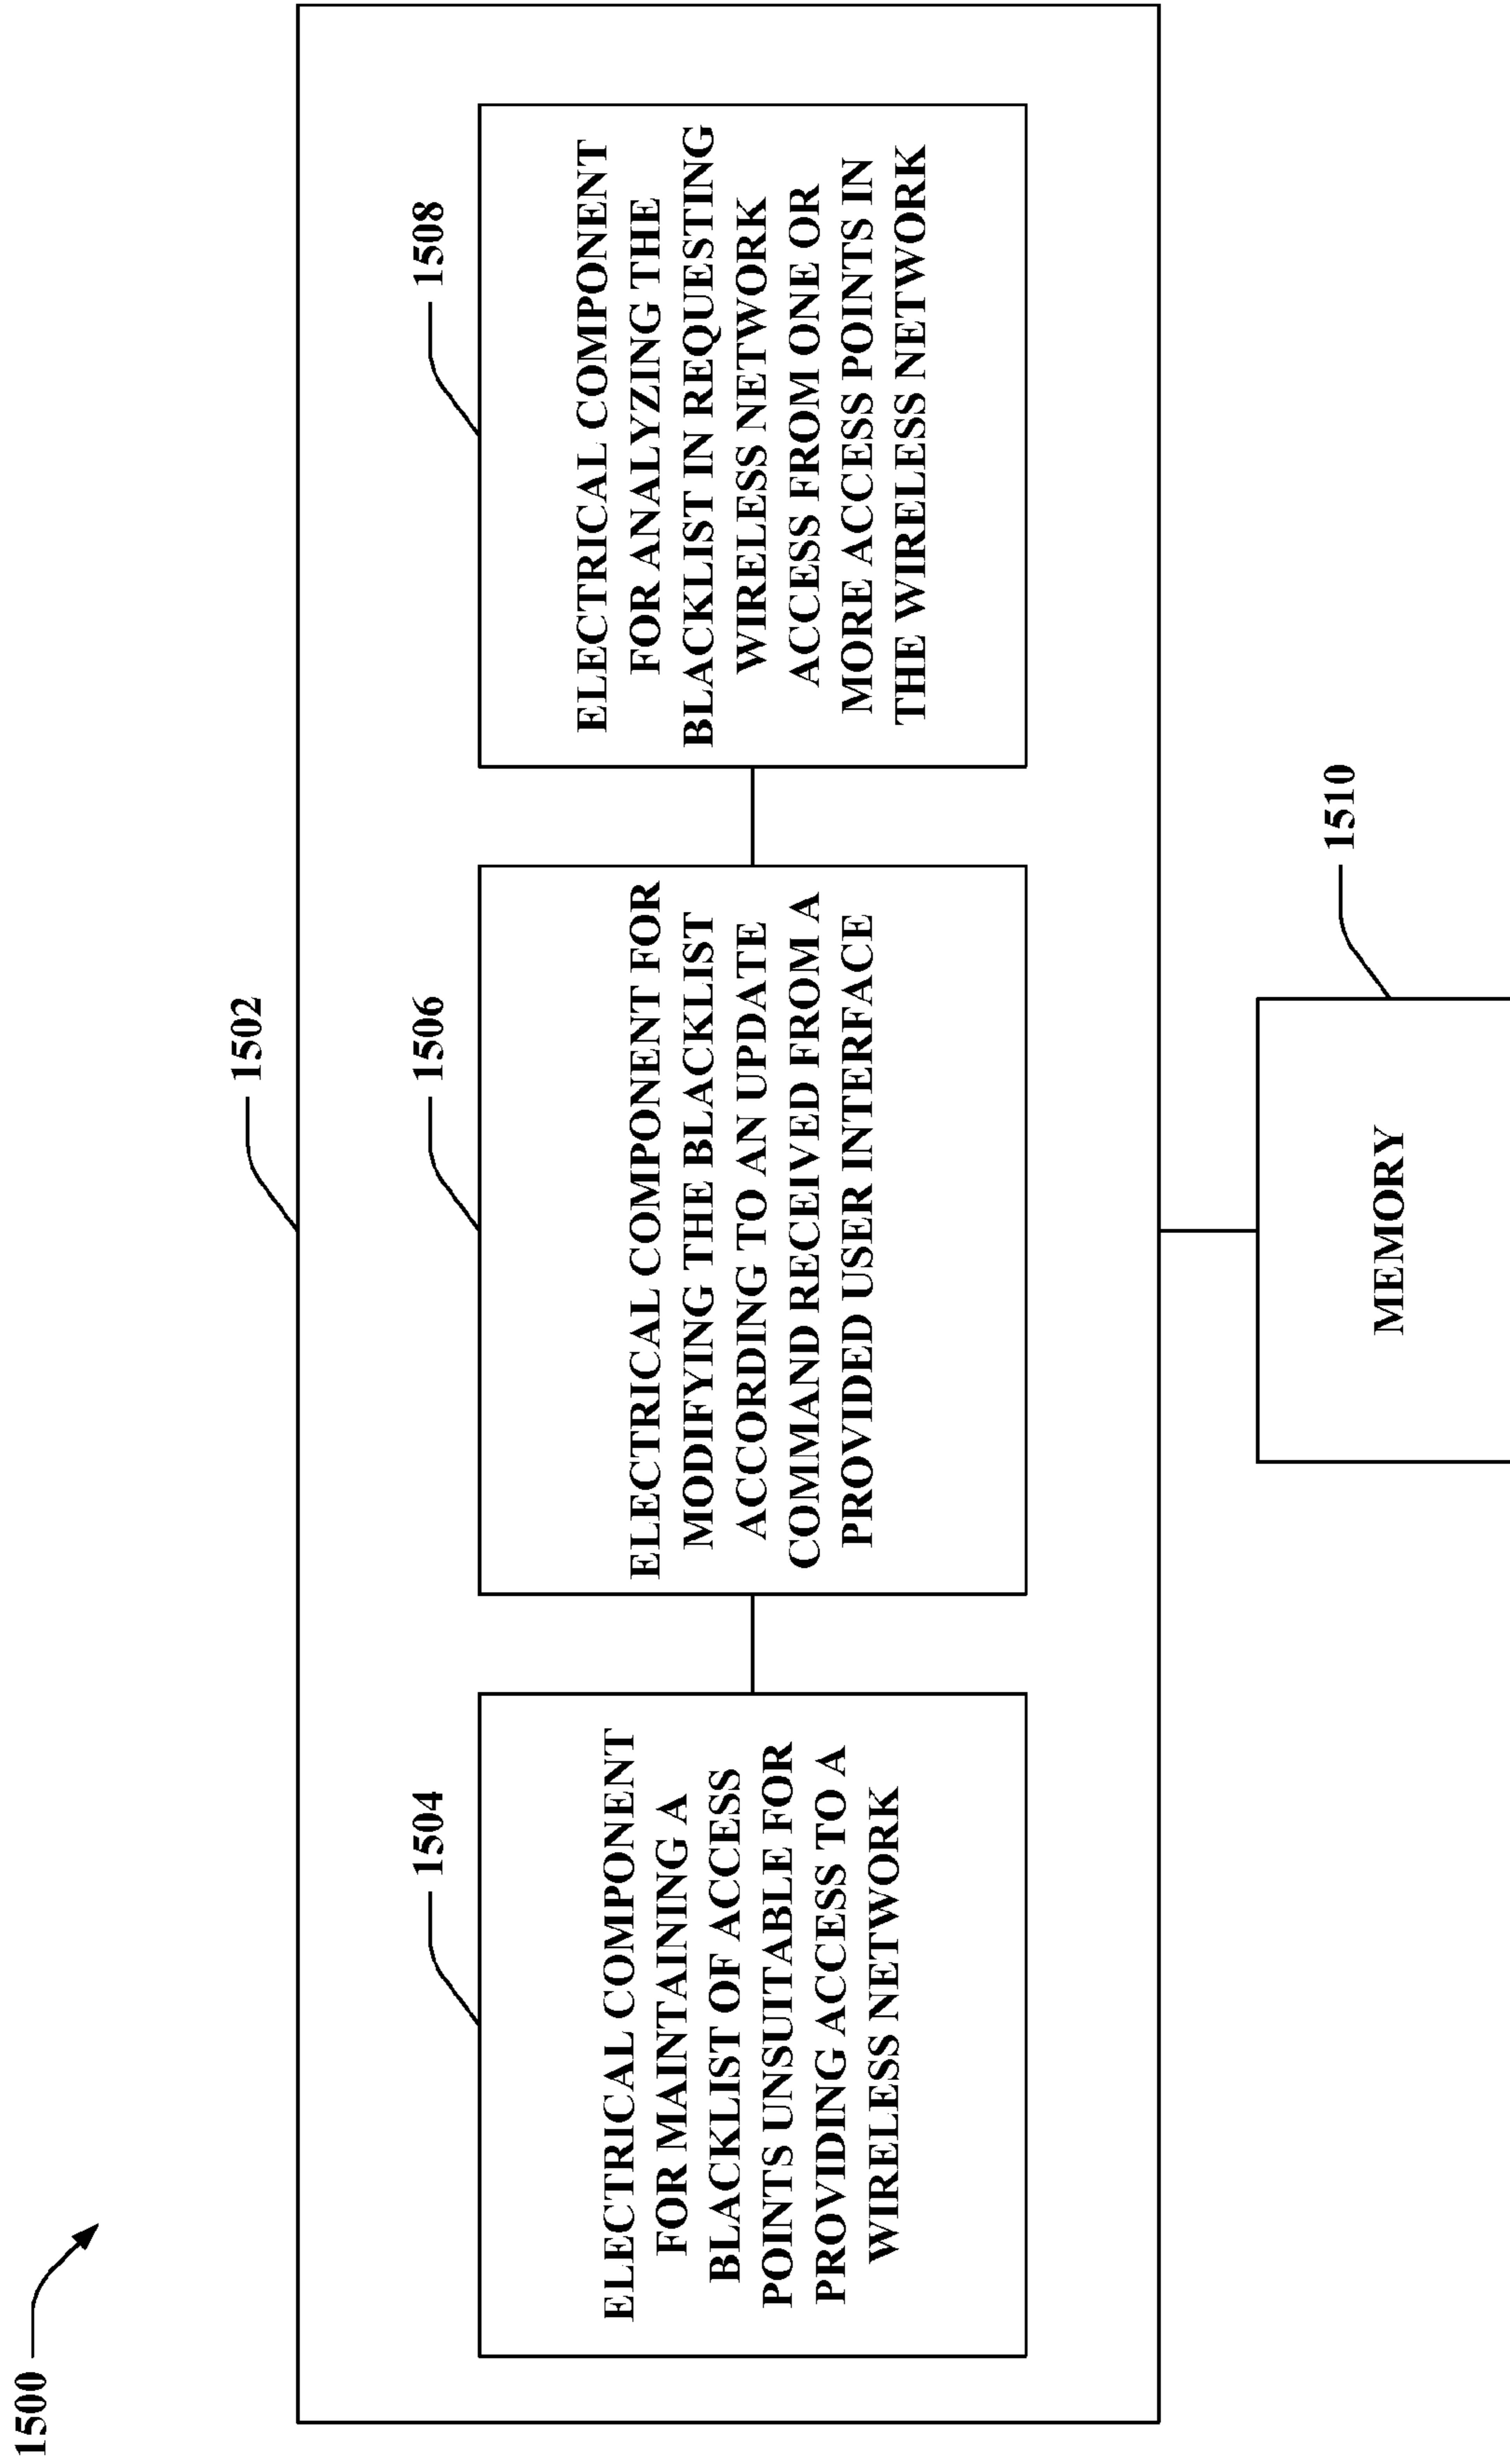 1500
1502
1504
ELECTRICAL COMPONENT
FOR MAINTAINING A
BLACKLIST OF ACCESS
POINTS UNSUITABLE FOR
PROVIDING ACCESS TO A
WIRELESS NETWORK
1506
ELECTRICAL COMPONENT FOR
MODIFYING THE BLACKLIST
ACCORDING TO AN UPDATE
COMMAND RECEIVED FROM A
PROVIDED USER INTERFACE
1508
ELECTRICAL COMPONENT
FOR ANALYZING THE
BLACKLIST IN REQUESTING
WIRELESS NETWORK
ACCESS FROM ONE OR
MORE ACCESS POINTS IN
THE WIRELESS NETWORK
1510
MEMORY